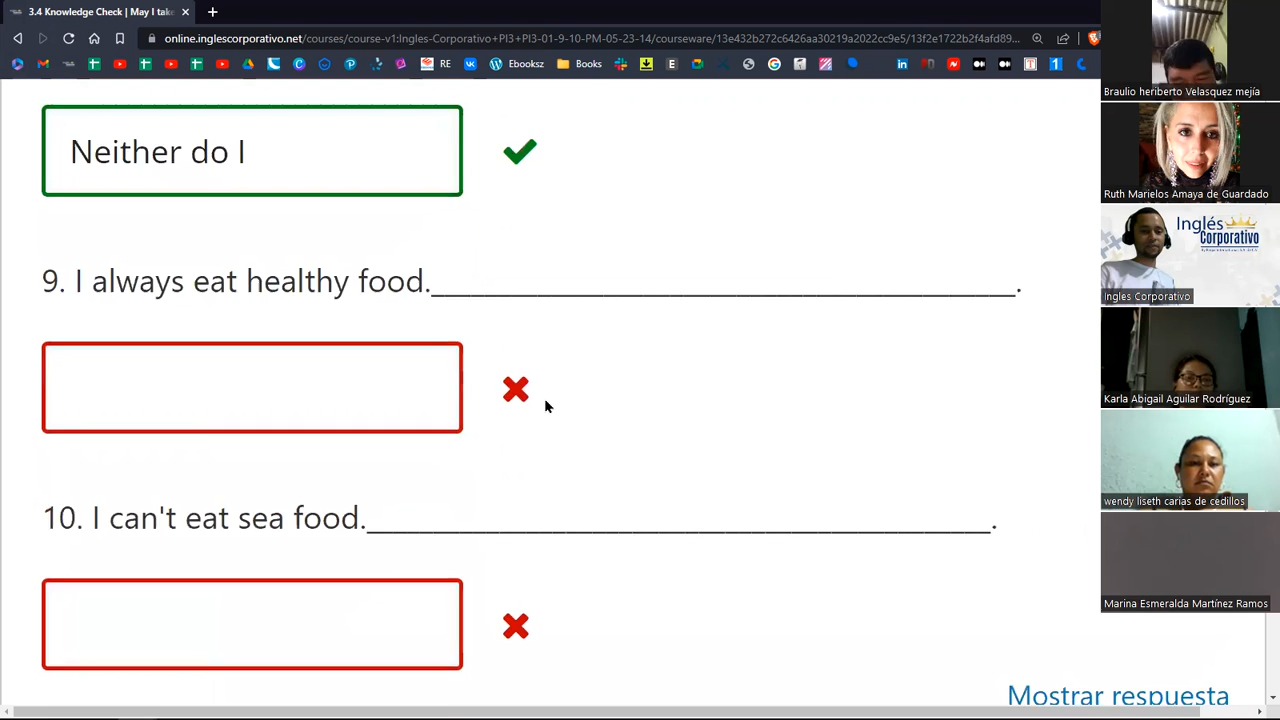 3.4 Knowledge Check | May I take
online.inglescorporativo.net/courses/course-v1:Ingles-Corporativo+PI3+PI3-01-9-10-PM-05-23-14/courseware/13e432b272c6426aa30219a2022cc9e5/13f2e1722b2f4afd89...
RE
Ebooksz
Books
Neither do I
9. I always eat healthy food.______________________________.
10. I can't eat sea food.______________________________.
Mostrar respuesta
Braulio heriberto Velasquez mejía
Ruth Marielos Amaya de Guardado
Inglés
Corporativo
Ingles Corporativo
Karla Abigail Aguilar Rodríguez
wendy liseth carias de cedillos
Marina Esmeralda Martínez Ramos